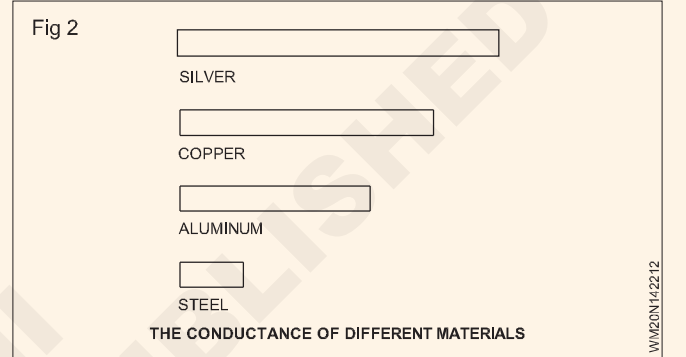 Fig 2
SILVER
COPPER
ALUMINUM
STEEL
THE CONDUCTANCE OF DIFFERENT MATERIALS
WM20N142212